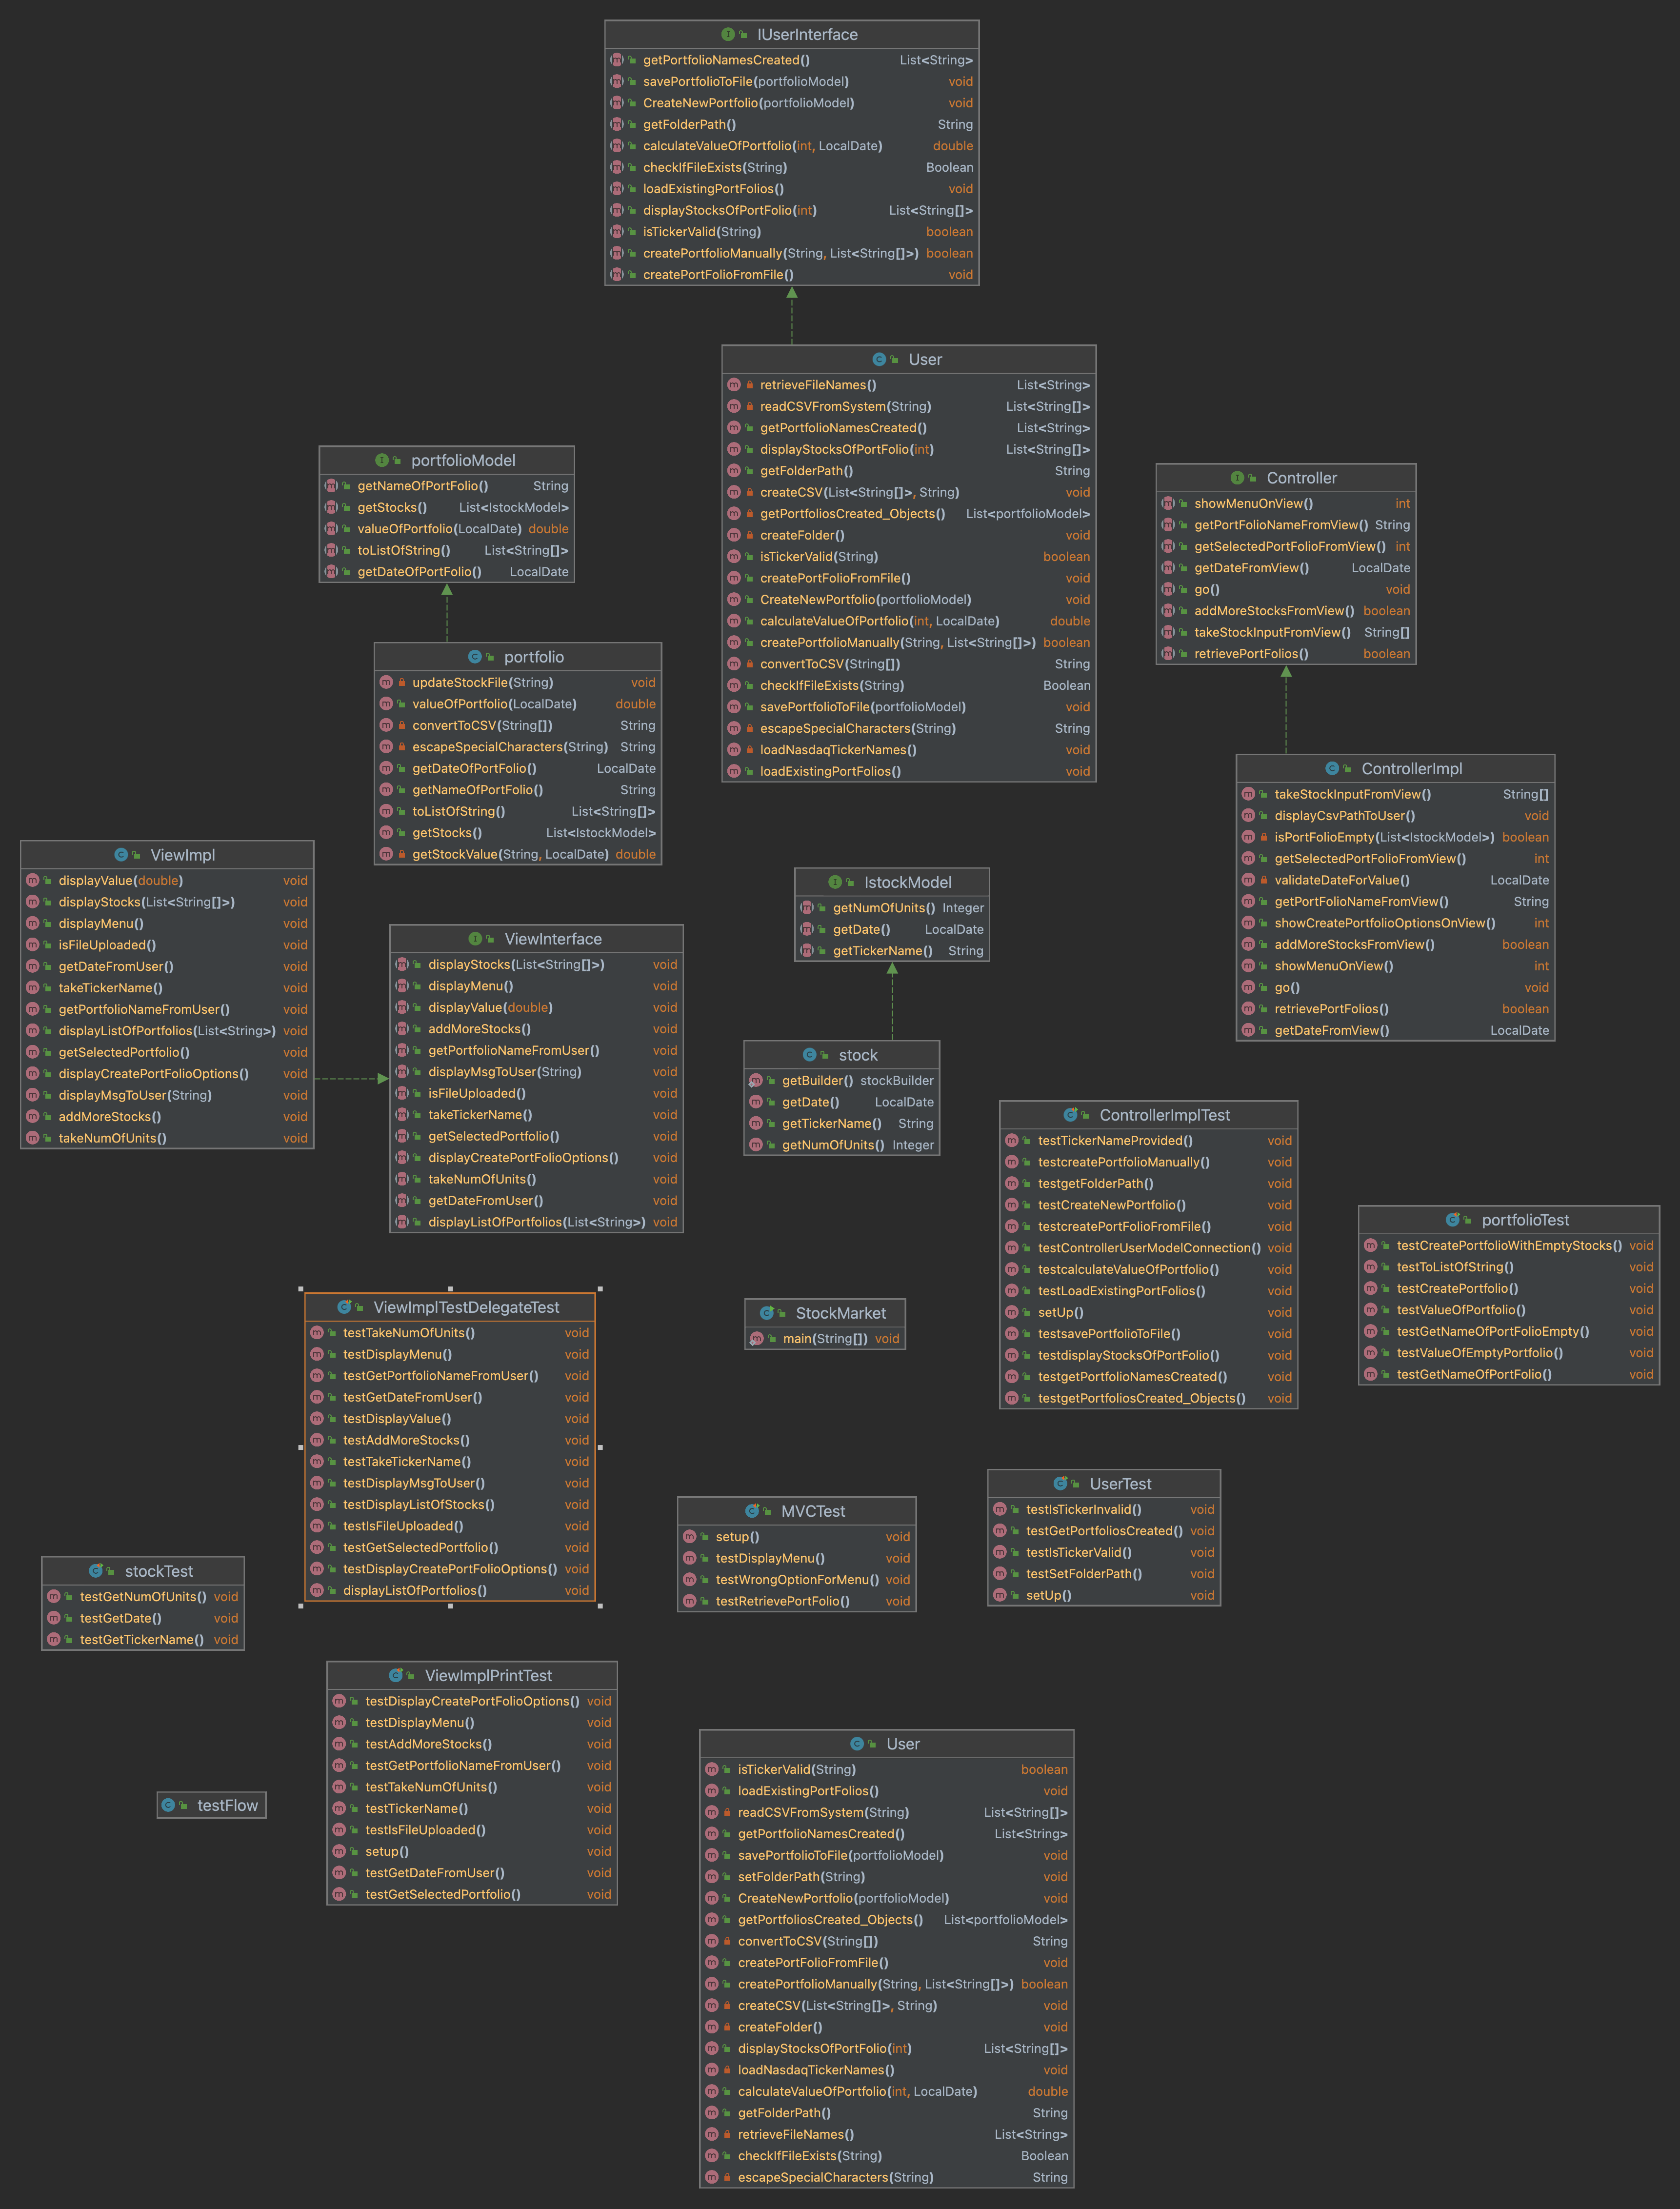 IUserInterface
getPortfolioNamesCreated() List<String>
savePortfolioToFile(portfolioModel) void
CreateNewPortfolio(portfolioModel) void
getFolderPath() String
calculateValueOfPortfolio(int, LocalDate) double
checkIfFileExists(String) Boolean
loadExistingPortFolios() void
displayStocksOfPortFolio(int) List<String[]>
isTickerValid(String) boolean
createPortfolioManually(String, List<String[]>) boolean
createPortFolioFromFile() void
User
retrieveFileNames() List<String>
readCSVFromSystem(String) List<String[]>
getPortfolioNamesCreated() List<String>
displayStocksOfPortFolio(int) List<String[]>
getFolderPath() String
createCSV(List<String[]>, String) void
getPortfoliosCreated_Objects() List<portfolioModel>
createFolder() void
isTickerValid(String) boolean
createPortFolioFromFile() void
CreateNewPortfolio(portfolioModel) void
calculateValueOfPortfolio(int, LocalDate) double
createPortfolioManually(String, List<String[]>) boolean
convertToCSV(String[]) String
checkIfFileExists(String) Boolean
savePortfolioToFile(portfolioModel) void
escapeSpecialCharacters(String) String
loadNasdaqTickerNames() void
loadExistingPortFolios() void
portfolioModel
getNameOfPortFolio() String
getStocks() List<IstockModel>
valueOfPortfolio(LocalDate) double
toListOfString() List<String[]>
getDateOfPortFolio() LocalDate
Controller
showMenuOnView() int
getPortFolioNameFromView() String
getSelectedPortFolioFromView() int
getDateFromView() LocalDate
go() void
addMoreStocksFromView() boolean
takeStockInputFromView() String[]
retrievePortFolios() boolean
portfolio
updateStockFile(String) void
valueOfPortfolio(LocalDate) double
convertToCSV(String[]) String
escapeSpecialCharacters(String) String
getDateOfPortFolio() LocalDate
getNameOfPortFolio() String
toListOfString() List<String[]>
getStocks() List<IstockModel>
getStockValue(String, LocalDate) double
ControllerImpl
takeStockInputFromView() String[]
displayCsvPathToUser() void
isPortFolioEmpty(List<IstockModel>) boolean
getSelectedPortFolioFromView() int
validateDateForValue() LocalDate
getPortFolioNameFromView() String
showCreatePortfolioOptionsOnView() int
addMoreStocksFromView() boolean
showMenuOnView() int
go() void
retrievePortFolios() boolean
getDateFromView() LocalDate
ViewImpl
displayValue(double) void
displayStocks(List<String[]>) void
displayMenu() void
isFileUploaded() void
getDateFromUser() void
takeTickerName() void
getPortfolioNameFromUser() void
displayListOfPortfolios(List<String>) void
getSelectedPortfolio() void
displayCreatePortFolioOptions() void
displayMsgToUser(String) void
addMoreStocks() void
takeNumOfUnits() void
IstockModel
getNumOfUnits() Integer
getDate() LocalDate
getTickerName() String
ViewInterface
displayStocks(List<String[]>) void
displayMenu() void
displayValue(double) void
addMoreStocks() void
getPortfolioNameFromUser() void
displayMsgToUser(String) void
isFileUploaded() void
takeTickerName() void
getSelectedPortfolio() void
displayCreatePortFolioOptions() void
takeNumOfUnits() void
getDateFromUser() void
displayListOfPortfolios(List<String>) void
stock
getBuilder() stockBuilder
getDate() LocalDate
getTickerName() String
getNumOfUnits() Integer
ControllerImplTest
testTickerNameProvided() void
testcreatePortfolioManually() void
testgetFolderPath() void
testCreateNewPortfolio() void
testcreatePortFolioFromFile() void
testControllerUserModelConnection() void
testcalculateValueOfPortfolio() void
testLoadExistingPortFolios() void
setUp() void
testsavePortfolioToFile() void
testdisplayStocksOfPortFolio() void
testgetPortfolioNamesCreated() void
testgetPortfoliosCreated_Objects() void
portfolioTest
testCreatePortfolioWithEmptyStocks() void
testToListOfString() void
testCreatePortfolio() void
testValueOfPortfolio() void
testGetNameOfPortFolioEmpty() void
testValueOfEmptyPortfolio() void
testGetNameOfPortFolio() void
ViewImplTestDelegateTest
testTakeNumOfUnits() void
testDisplayMenu() void
testGetPortfolioNameFromUser() void
testGetDateFromUser() void
testDisplayValue() void
testAddMoreStocks() void
testTakeTickerName() void
testDisplayMsgToUser() void
testDisplayListOfStocks() void
testIsFileUploaded() void
testGetSelectedPortfolio() void
testDisplayCreatePortFolioOptions() void
displayListOfPortfolios() void
StockMarket
main(String[]) void
UserTest
testIsTickerInvalid() void
testGetPortfoliosCreated() void
testIsTickerValid() void
testSetFolderPath() void
setUp() void
MVCTest
setup() void
testDisplayMenu() void
testWrongOptionForMenu() void
testRetrievePortFolio() void
stockTest
testGetNumOfUnits() void
testGetDate() void
testGetTickerName() void
ViewImplPrintTest
testDisplayCreatePortFolioOptions() void
testDisplayMenu() void
testAddMoreStocks() void
testGetPortfolioNameFromUser() void
testTakeNumOfUnits() void
testTickerName() void
testIsFileUploaded() void
setup() void
testGetDateFromUser() void
testGetSelectedPortfolio() void
testFlow
User
isTickerValid(String) boolean
loadExistingPortFolios() void
readCSVFromSystem(String) List<String[]>
getPortfolioNamesCreated() List<String>
savePortfolioToFile(portfolioModel) void
setFolderPath(String) void
CreateNewPortfolio(portfolioModel) void
getPortfoliosCreated_Objects() List<portfolioModel>
convertToCSV(String[]) String
createPortFolioFromFile() void
createPortfolioManually(String, List<String[]>) boolean
createCSV(List<String[]>, String) void
createFolder() void
displayStocksOfPortFolio(int) List<String[]>
loadNasdaqTickerNames() void
calculateValueOfPortfolio(int, LocalDate) double
getFolderPath() String
retrieveFileNames() List<String>
checkIfFileExists(String) Boolean
escapeSpecialCharacters(String) String